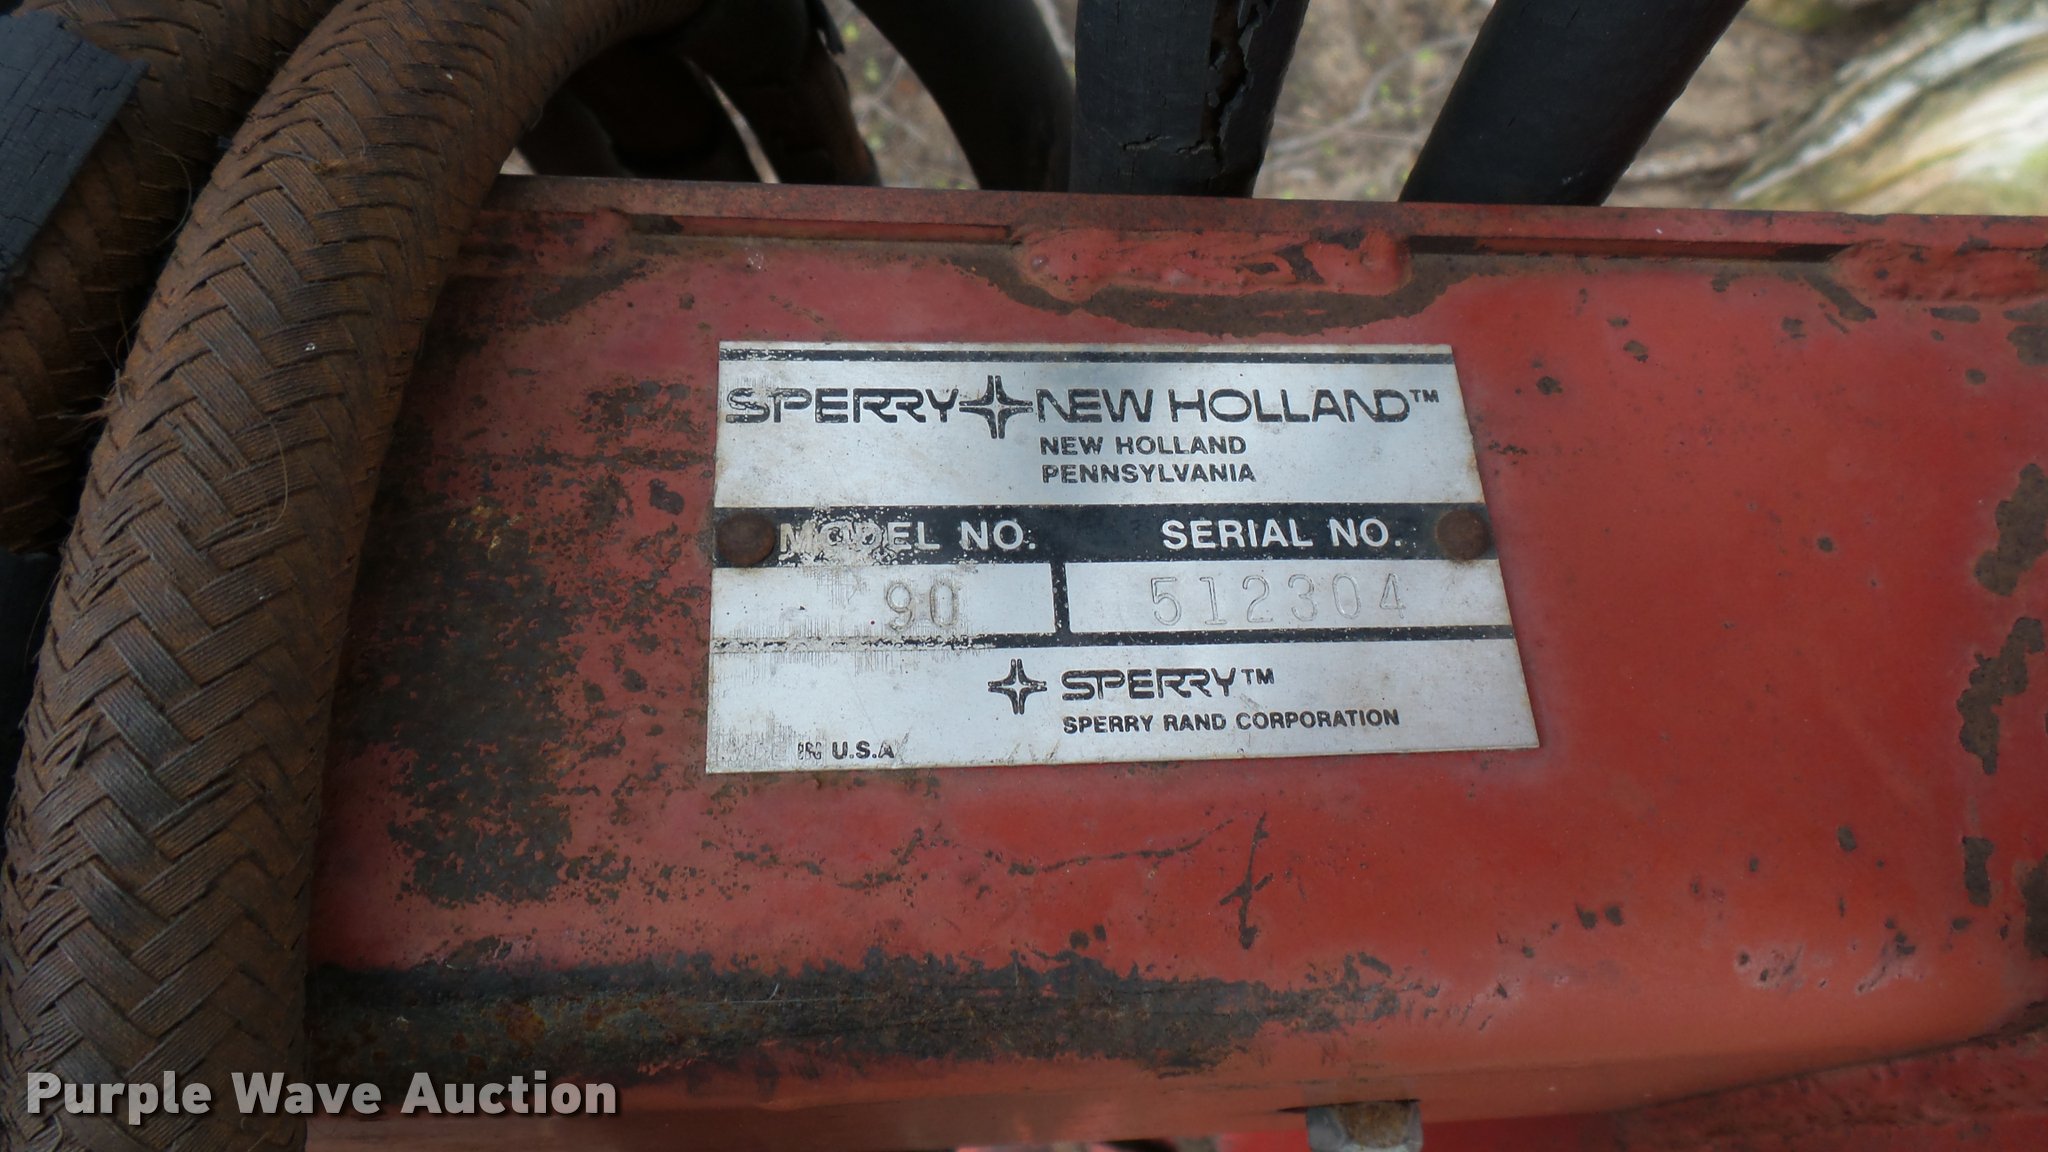 SPERRY NEW HOLLAND™
NEW HOLLAND
PENNSYLVANIA
MODEL NO. SERIAL NO.
90 512304
SPERRY™
SPERRY RAND CORPORATION
IN U.S.A
Purple Wave Auction